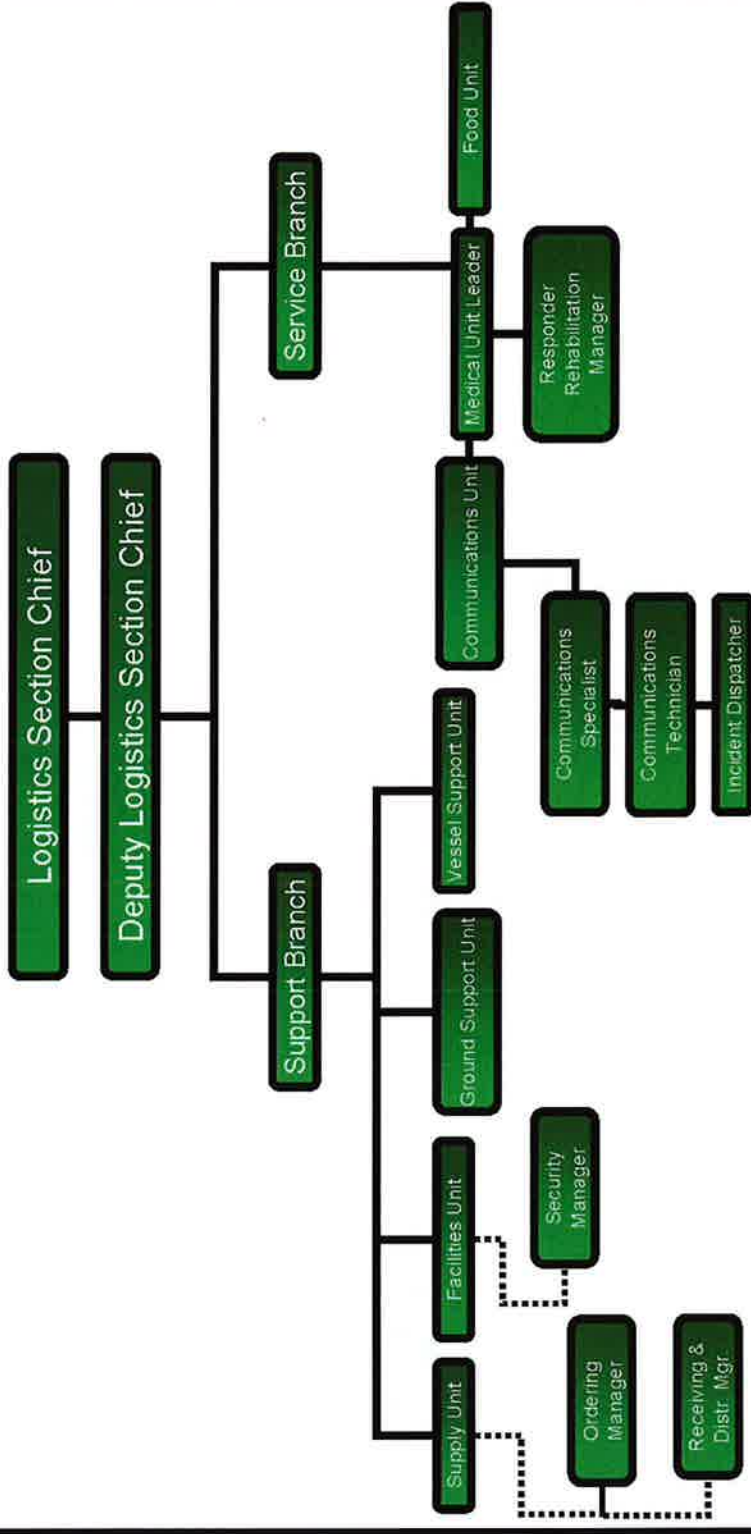 Logistics Section Chief
Deputy Logistics Section Chief
Support Branch
Service Branch
Supply Unit
Facilities Unit
Ground Support Unit
Vessel Support Unit
Communications Unit
Medical Unit Leader
Food Unit
Ordering
Manager
Receiving &
Distr. Mgr.
Security
Manager
Communications
Specialist
Communications
Technician
Incident Dispatcher
Responder
Rehabilitation
Manager